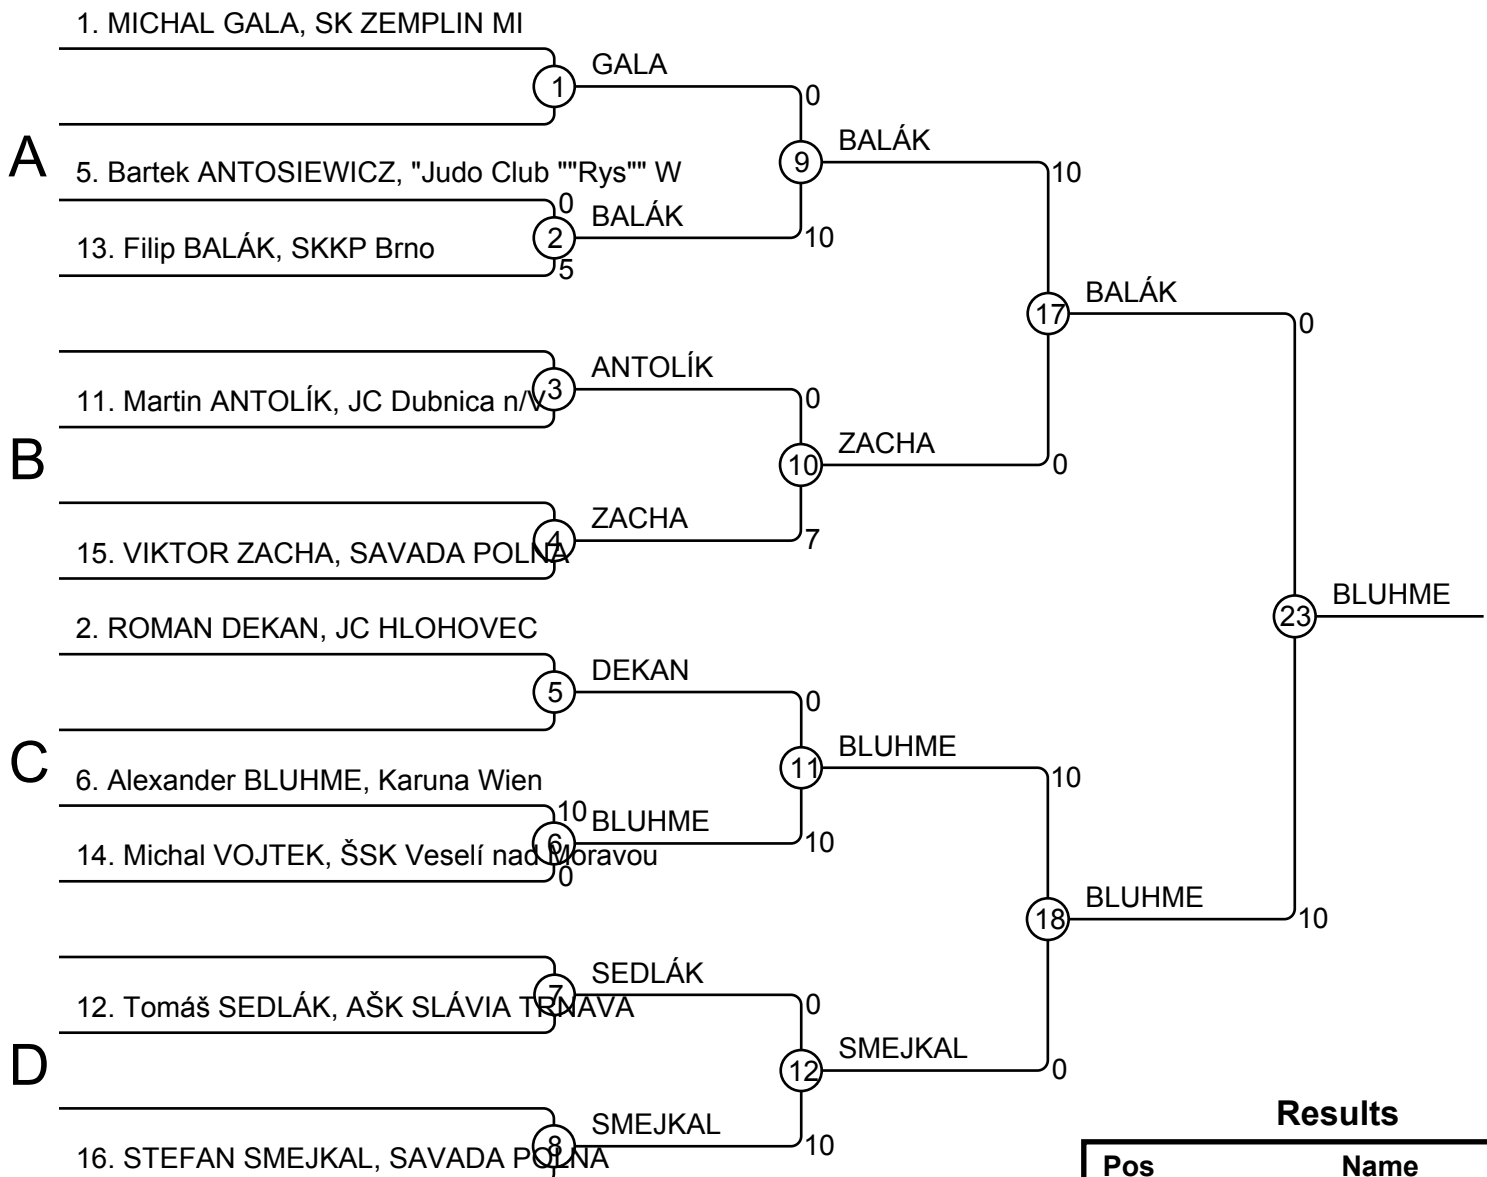 1. MICHAL GALA, SK ZEMPLIN MI
GALA
1
0
A
BALÁK
9
10
5. Bartek ANTOSIEWICZ, "Judo Club ""Rys"" W
0
BALÁK
2
10
13. Filip BALÁK, SKKP Brno
5
BALÁK
17
0
ANTOLÍK
3
0
11. Martin ANTOLÍK, JC Dubnica n/V
B
ZACHA
10
0
ZACHA
4
7
15. VIKTOR ZACHA, SAVADA POLNA
BLUHME
23
2. ROMAN DEKAN, JC HLOHOVEC
DEKAN
5
0
C
BLUHME
11
10
6. Alexander BLUHME, Karuna Wien
10
BLUHME
6
10
14. Michal VOJTEK, ŠSK Veselí nad Moravou
0
BLUHME
18
10
SEDLÁK
7
0
12. Tomáš SEDLÁK, AŠK SLÁVIA TRNAVA
D
SMEJKAL
12
0
SMEJKAL
8
10
16. STEFAN SMEJKAL, SAVADA POLNA
Results
Pos Name